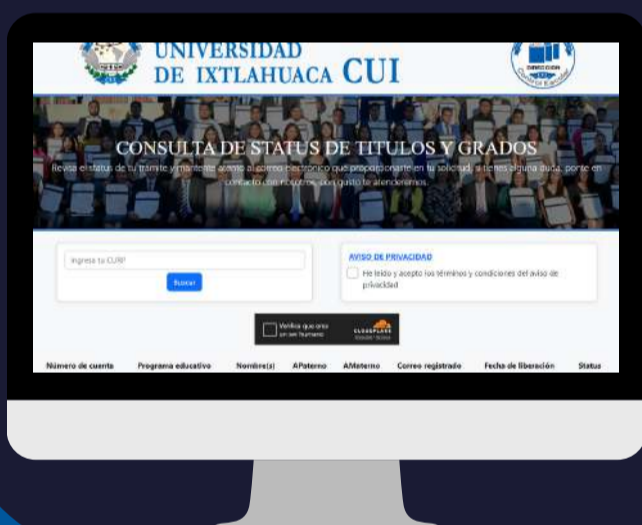 UNIVERSIDAD
DE IXTLAHUACA CUI
DIRECCIÓN
CONSULTA DE STATUS DE TITULOS Y GRADOS
Revisa el status de tu trámite y mantente atento al correo electrónico que proporcionaste en tu solicitud, si tienes alguna duda, ponte en
contacto con nosotros, con gusto te atenderemos.
Ingresa tu CURP
Buscar
AVISO DE PRIVACIDAD
He leído y acepto los términos y condiciones del aviso de
privacidad
Verifica que eres
un ser humano
CLOUDFLARE
Número de cuenta Programa educativo Nombre(s) APaterno AMaterno Correo registrado Fecha de liberación Status